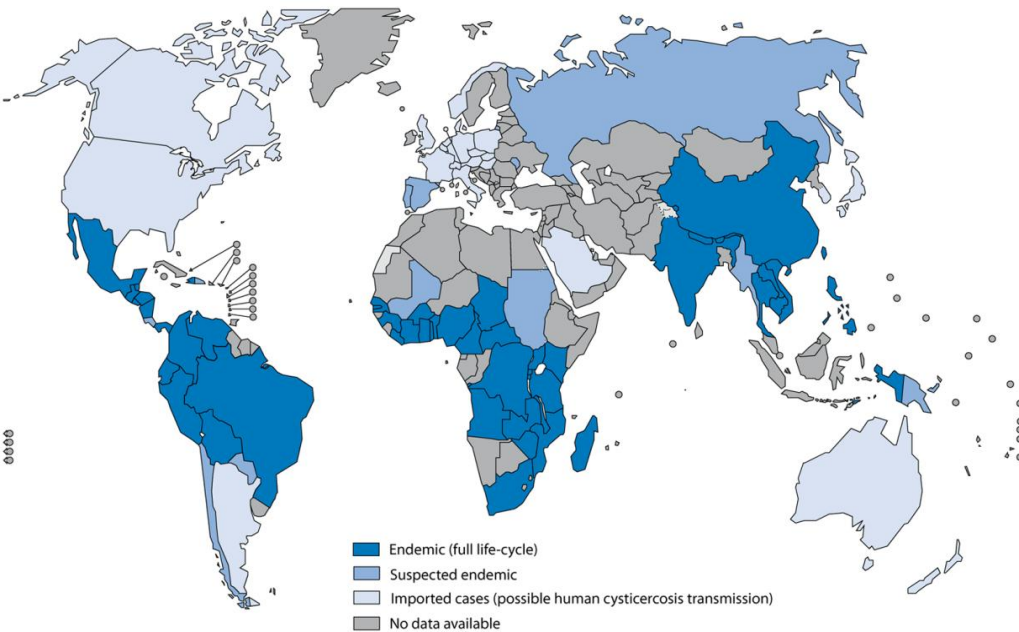 Endemic (full life-cycle)
Suspected endemic
Imported cases (possible human cysticercosis transmission)
No data available